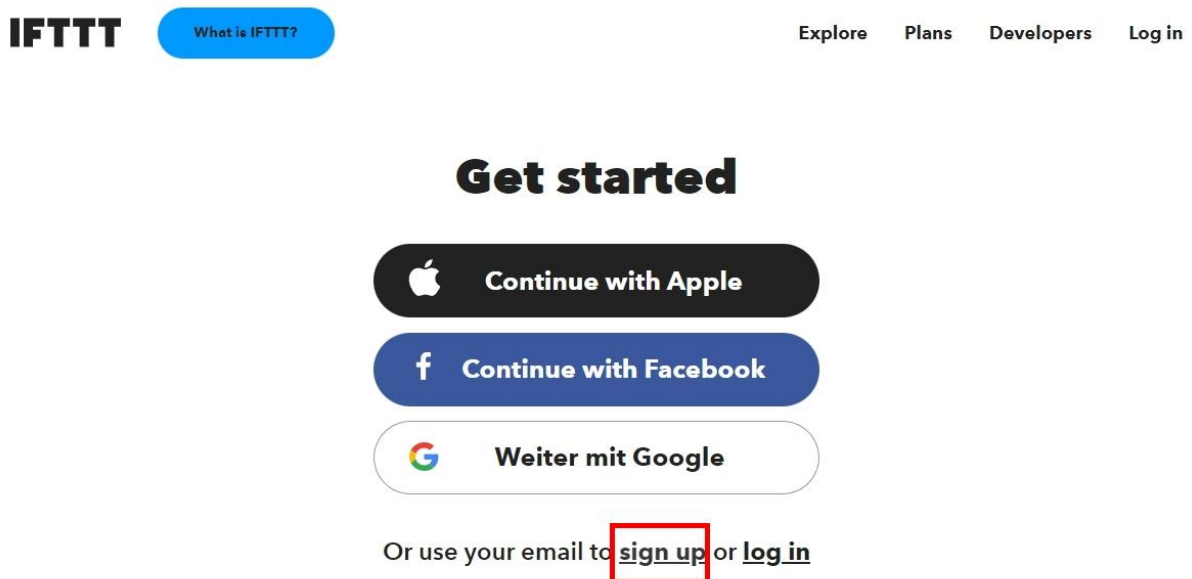 IFTTT What is IFTTT? Explore Plans Developers Log in
Get started
Continue with Apple
Continue with Facebook
Weiter mit Google
Or use your email to sign up or log in